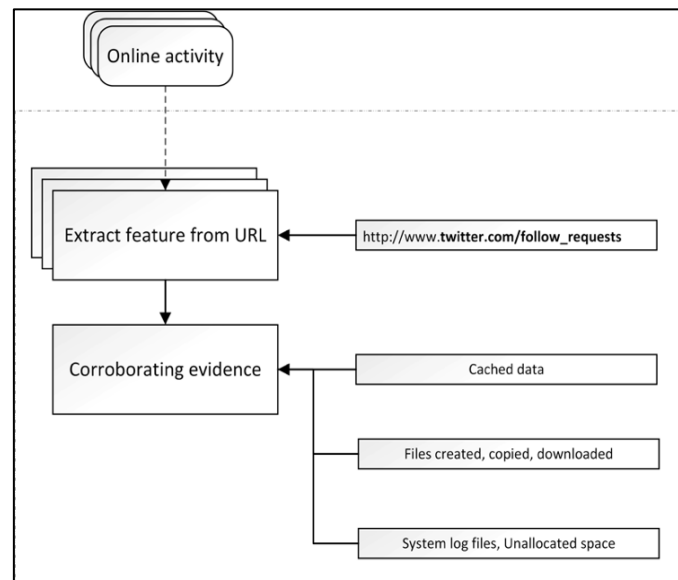 Online activity
Extract feature from URL
http://www.twitter.com/follow_requests
Corroborating evidence
Cached data
Files created, copied, downloaded
System log files, Unallocated space